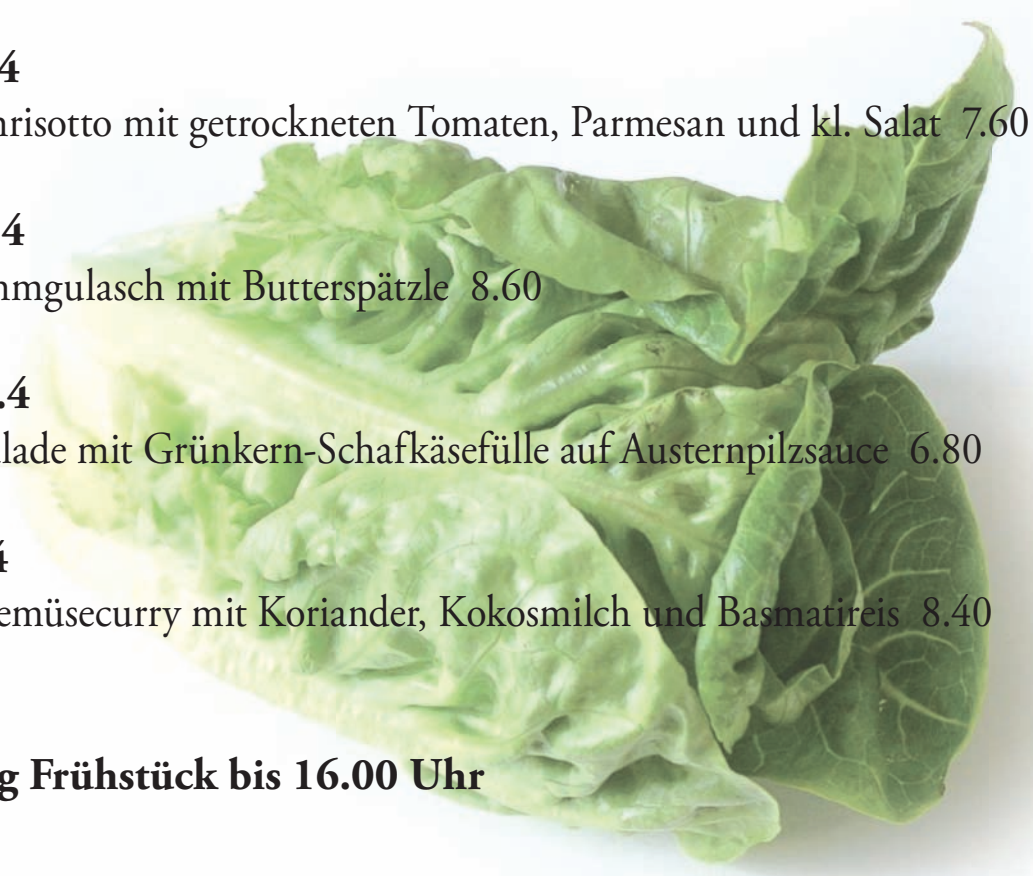 4
nrisotto mit getrockneten Tomaten, Parmesan und kl. Salat 7.60
4
hmgulasch mit Butterspätzle 8.60
.4
lade mit Grünkern-Schafkäsefülle auf Austernpilzsauce 6.80
4
emüsecurry mit Koriander, Kokosmilch und Basmatireis 8.40
g Frühstück bis 16.00 Uhr